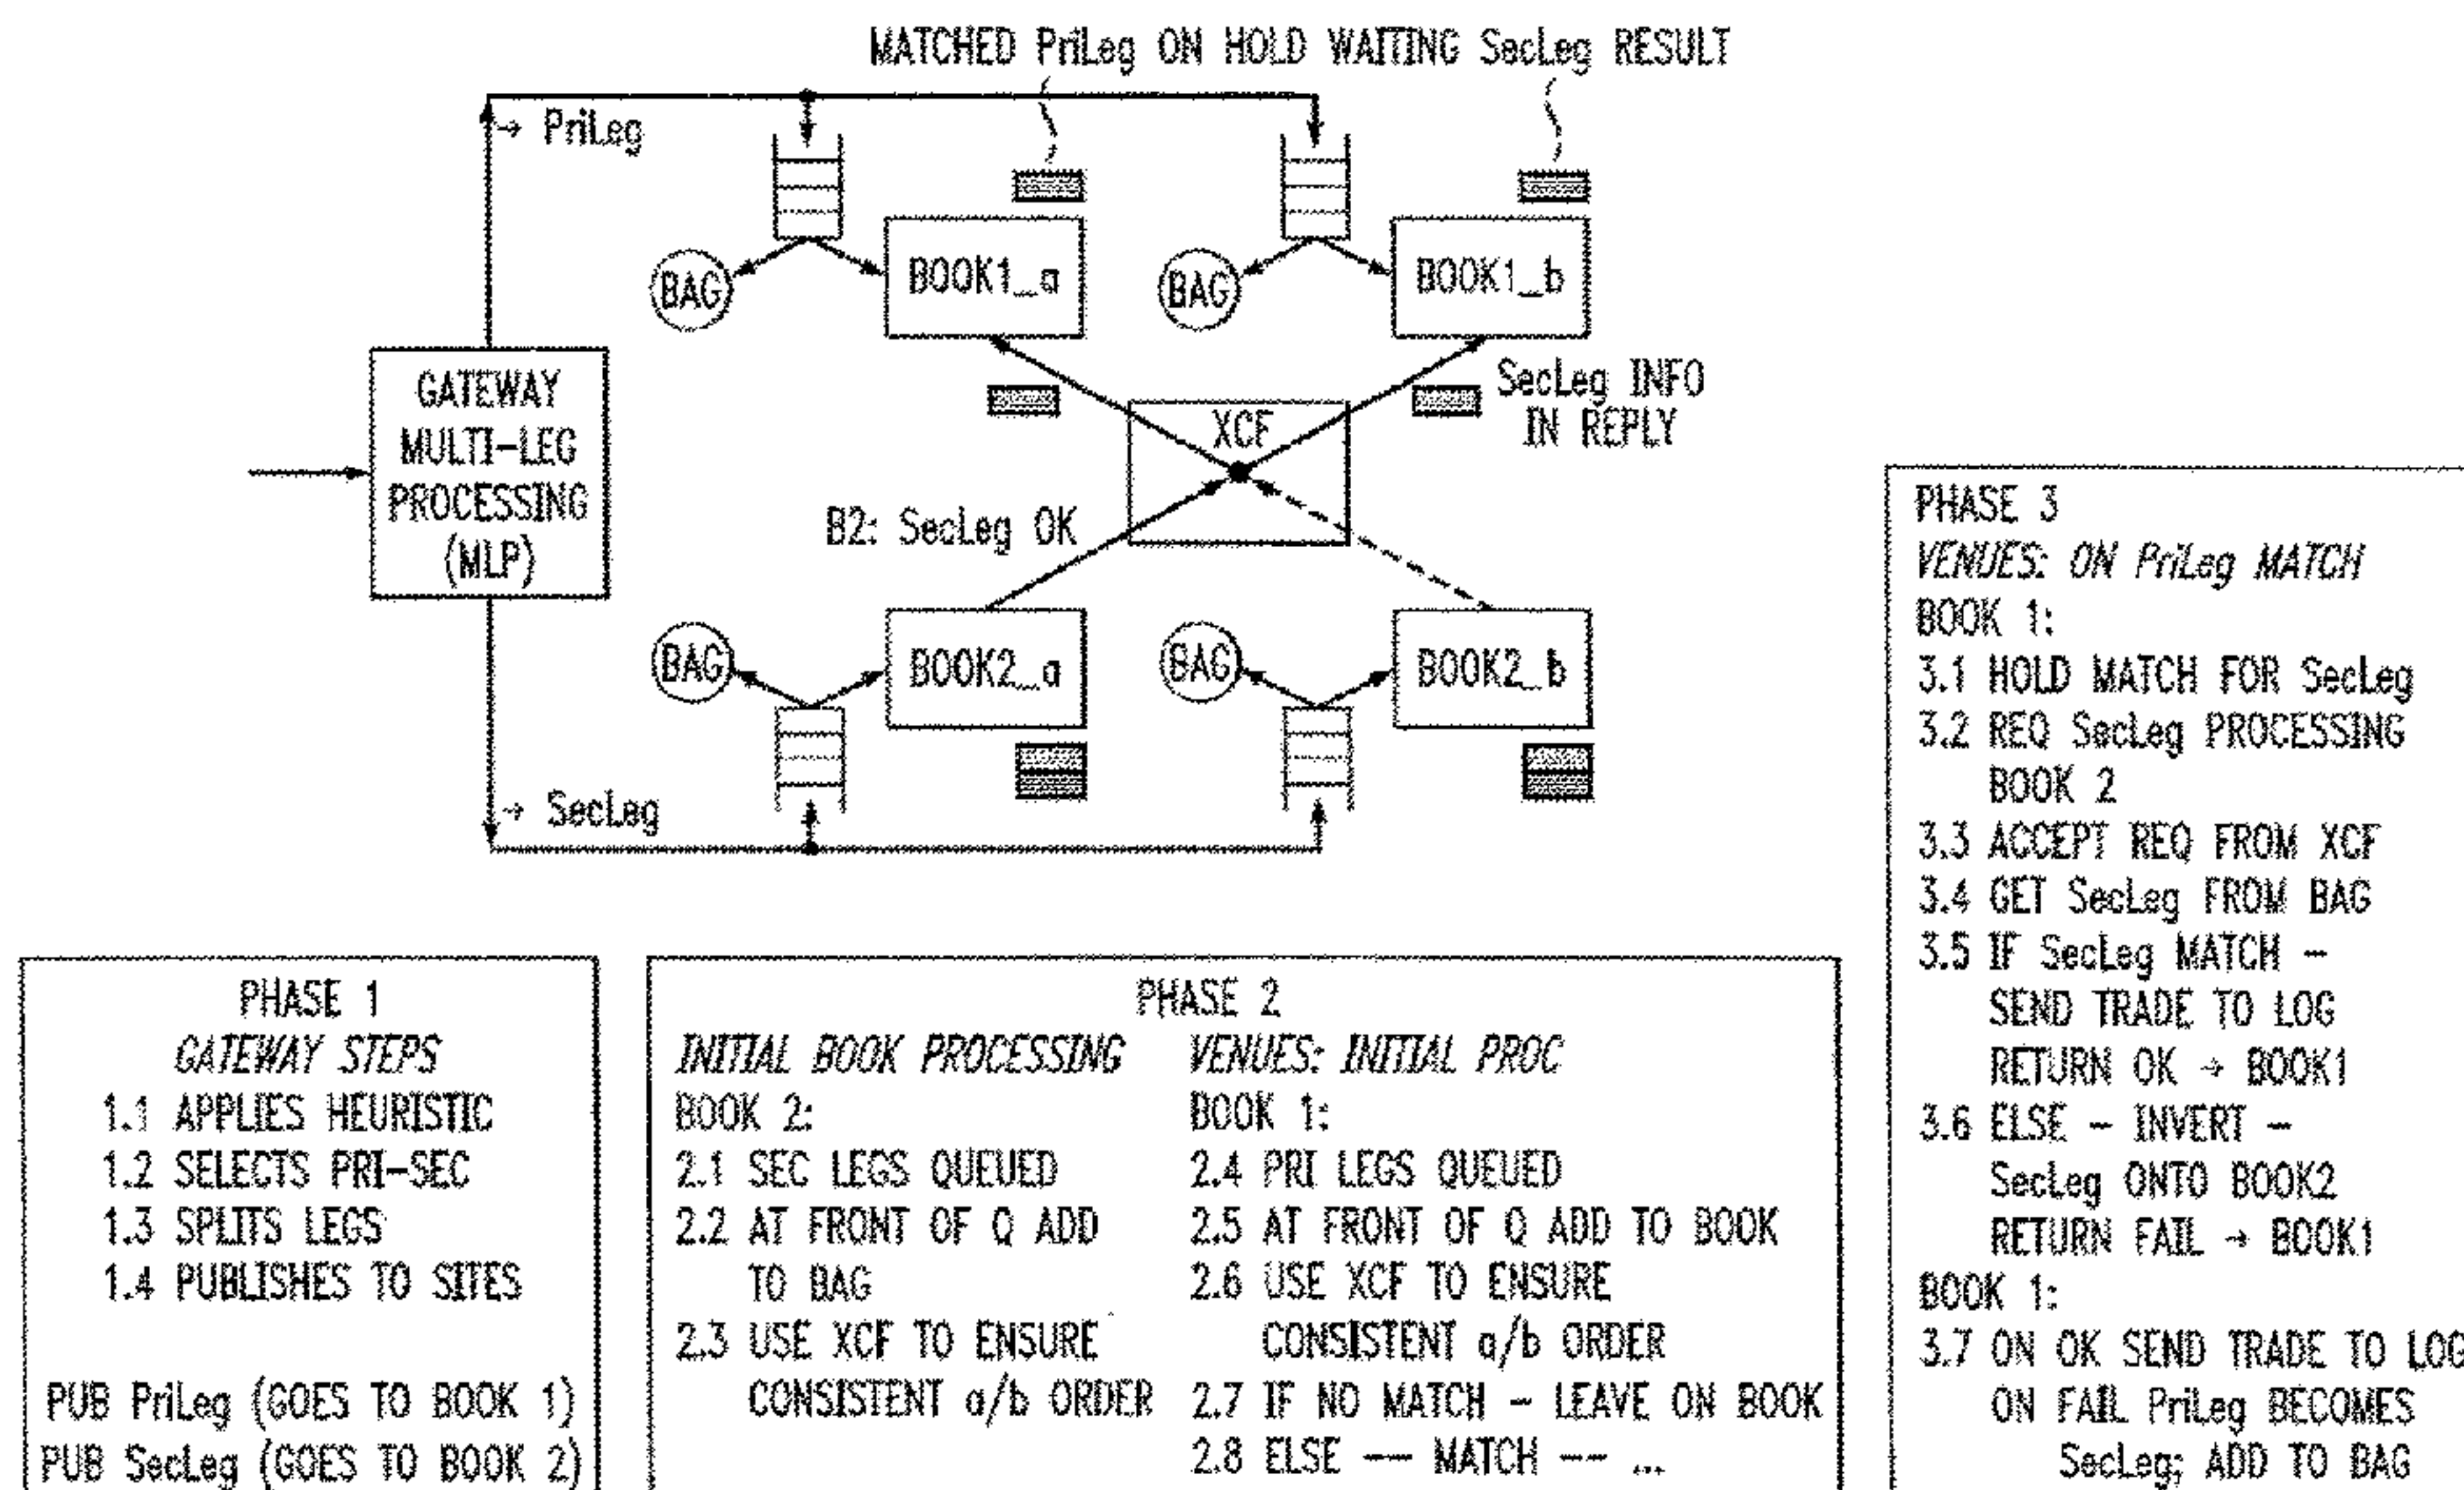 MATCHED PriLeg ON HOLD WAITING SecLeg RESULT
→ PriLeg
BAG
BOOK1_a
BAG
BOOK1_b
GATEWAY
MULTI-LEG
PROCESSING
(MLP)
XCF
SecLeg INFO
IN REPLY
B2: SecLeg OK
BAG
BOOK2_a
BAG
BOOK2_b
→ SecLeg
PHASE 1
GATEWAY STEPS
1.1 APPLIES HEURISTIC
1.2 SELECTS PRI-SEC
1.3 SPLITS LEGS
1.4 PUBLISHES TO SITES
PUB PriLeg (GOES TO BOOK 1)
PUB SecLeg (GOES TO BOOK 2)
PHASE 2
INITIAL BOOK PROCESSING
BOOK 2:
2.1 SEC LEGS QUEUED
2.2 AT FRONT OF Q ADD
TO BAG
2.3 USE XCF TO ENSURE
CONSISTENT a/b ORDER
VENUES: INITIAL PROC
BOOK 1:
2.4 PRI LEGS QUEUED
2.5 AT FRONT OF Q ADD TO BOOK
2.6 USE XCF TO ENSURE
CONSISTENT a/b ORDER
2.7 IF NO MATCH - LEAVE ON BOOK
2.8 ELSE -- MATCH -- ...
PHASE 3
VENUES: ON PriLeg MATCH
BOOK 1:
3.1 HOLD MATCH FOR SecLeg
3.2 REQ SecLeg PROCESSING
BOOK 2
3.3 ACCEPT REQ FROM XCF
3.4 GET SecLeg FROM BAG
3.5 IF SecLeg MATCH -
SEND TRADE TO LOG
RETURN OK → BOOK1
3.6 ELSE - INVERT -
SecLeg ONTO BOOK2
RETURN FAIL → BOOK1
BOOK 1:
3.7 ON OK SEND TRADE TO LOG
ON FAIL PriLeg BECOMES
SecLeg; ADD TO BAG